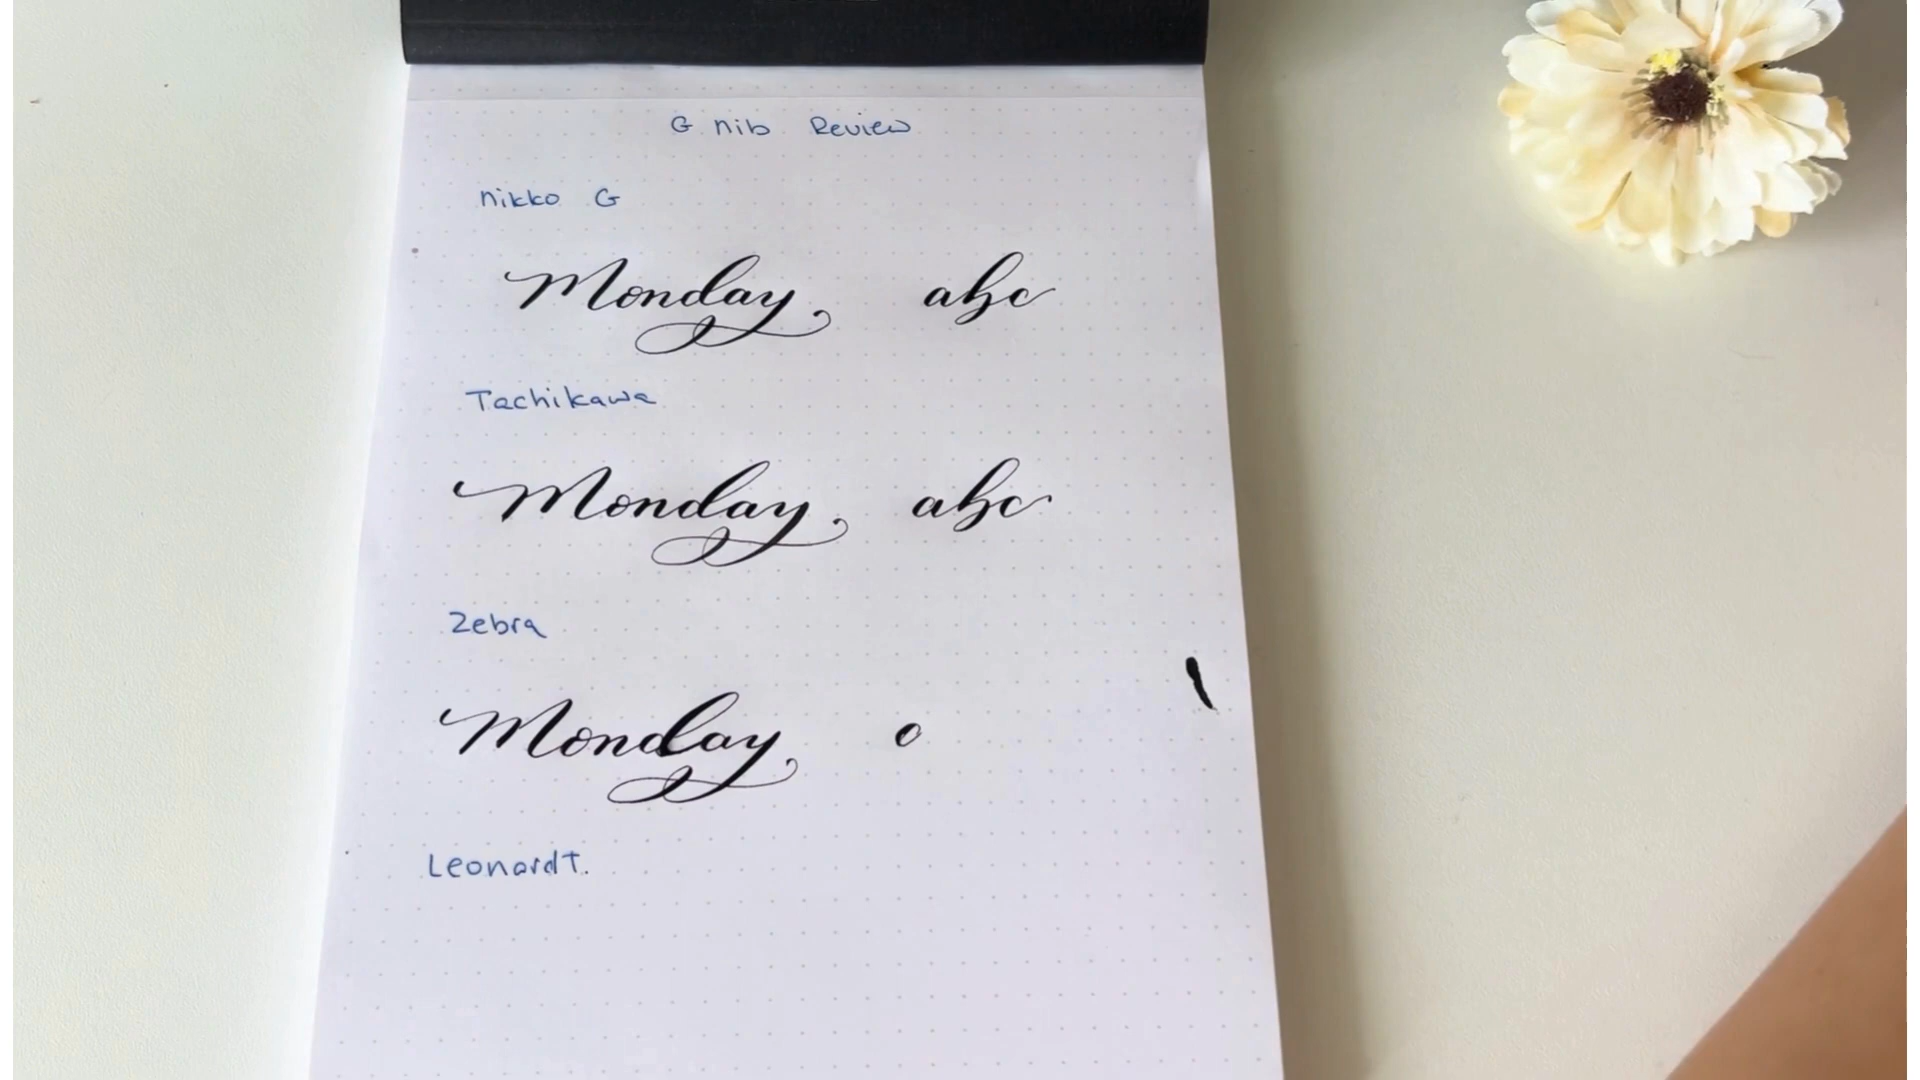 G nib Review
nikko G
Monday abc
Tachikawa
Monday abc
Zebra
Monday o
Leonardt.